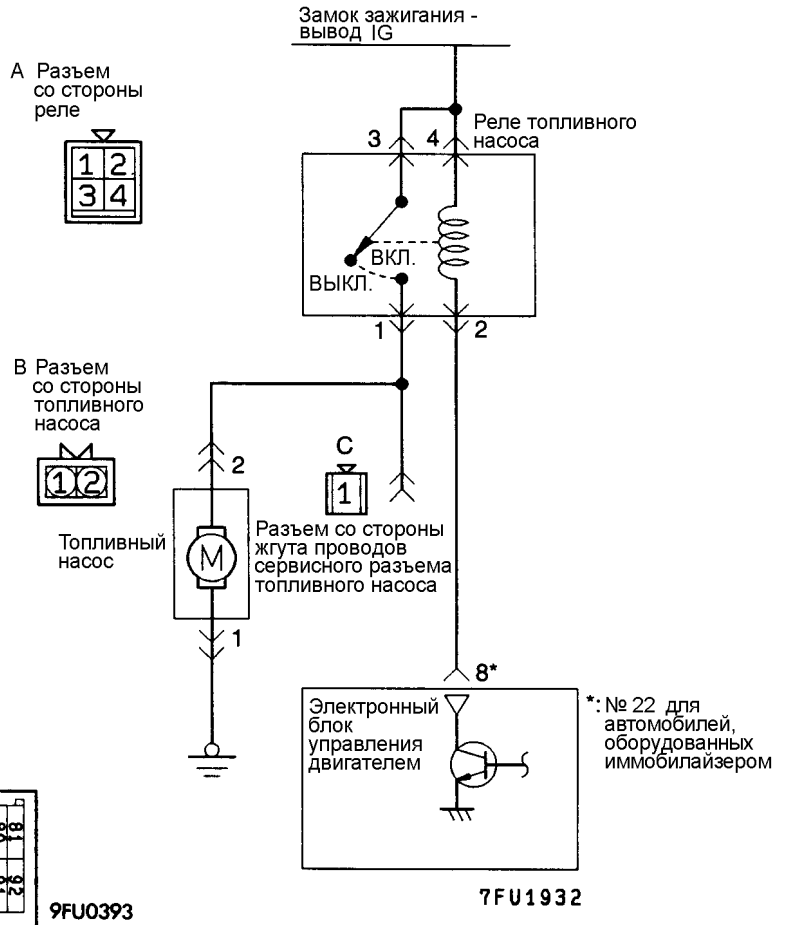 Замок зажигания -
вывод IG
A Разъем
со стороны
реле
1 2
3 4
3 4
Реле топливного
насоса
ВКЛ.
ВЫКЛ.
1 2
B Разъем
со стороны
топливного
насоса
1 2
2
C
1
Разъем со стороны
жгута проводов
сервисного разъема
топливного насоса
Топливный
насос
M
1
8*
Электронный
блок
управления
двигателем
*: № 22 для
автомобилей,
оборудованных
иммобилайзером
81
92
9FU0393
7FU1932